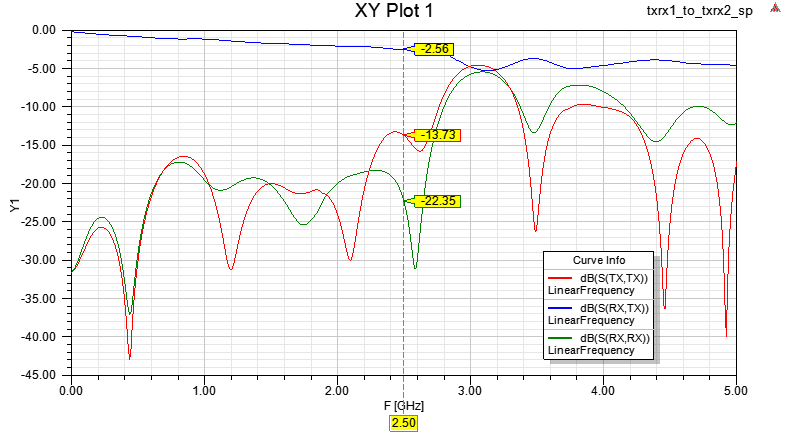 XY Plot 1
txrx1_to_txrx2_sp
0.00
-5.00
-10.00
-15.00
-20.00
-25.00
-30.00
-35.00
-40.00
-45.00
Y1
-2.56
-13.73
-22.35
Curve Info
dB(S(TX,TX))
LinearFrequency
dB(S(RX,TX))
LinearFrequency
dB(S(RX,RX))
LinearFrequency
0.00 1.00 2.00 3.00 4.00 5.00
F [GHz]
2.50